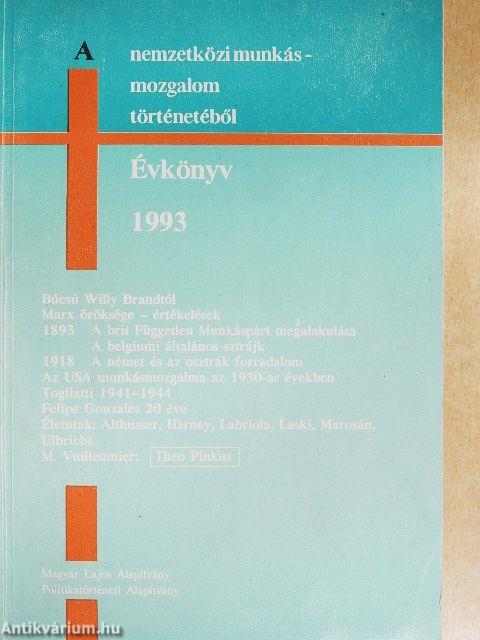 A nemzetközi munkás-
mozgalom
történetéből
Évkönyv
1993
Búcsú Willy Brandtól
Marx öröksége – értékelések
1893 A brit Független Munkáspárt megalakulása
A belgiumi általános sztrájk
1918 A német és az osztrák forradalom
Az USA munkásmozgalma az 1930-as években
Togliatti 1941–1944
Felipe Gonzales 20 éve
Életutak: Althusser, Harney, Labriola, Laski, Marosán,
Ulbricht
M. Vuilleumier: Theo Pinkus
Magyar Lajos Alapítvány
Politikatörténeti Alapítvány
Antikvárium.hu